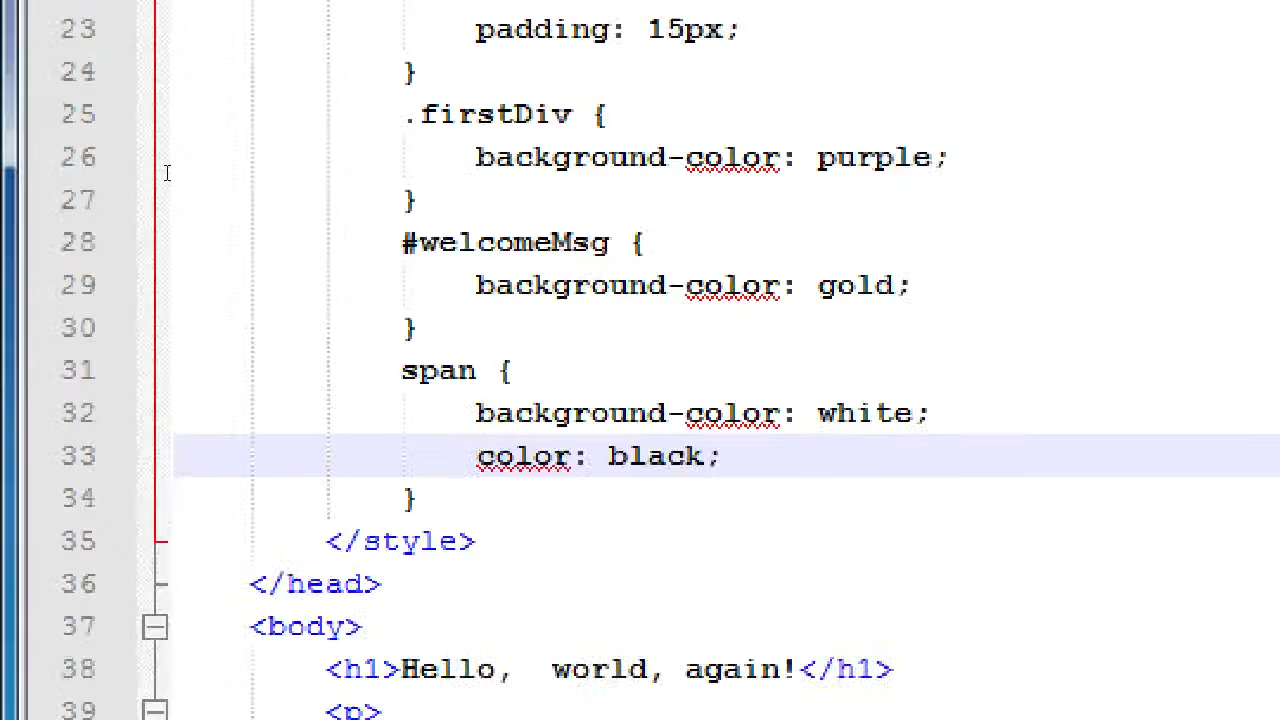 23 padding: 15px;
24 }
25 .firstDiv {
26 background-color: purple;
27 }
28 #welcomeMsg {
29 background-color: gold;
30 }
31 span {
32 background-color: white;
33 color: black;
34 }
35 </style>
36 </head>
37 <body>
38 <h1>Hello,  world, again!</h1>
39 <p>